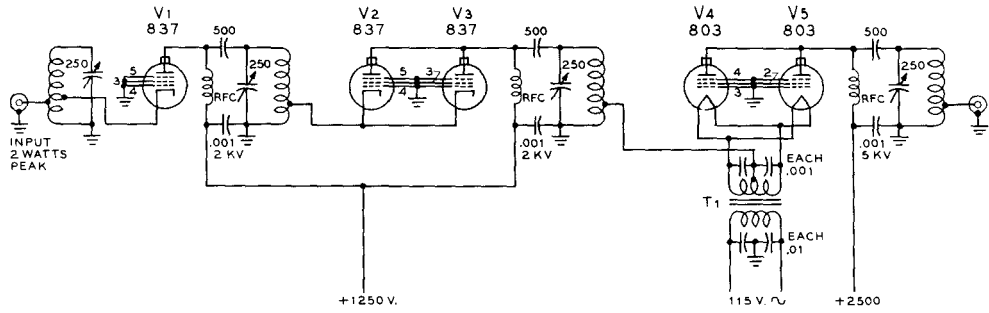 V1
837
V2
837
V3
837
V4
803
V5
803
500
500
500
250
5
3
4
250
RFC
5
3
7
4
250
RFC
4
2
7
3
250
RFC
INPUT
2 WATTS
PEAK
.001
2 KV
.001
2 KV
EACH
.001
.001
5 KV
T1
EACH
.01
+1250 V.
115 V. ∿
+2500